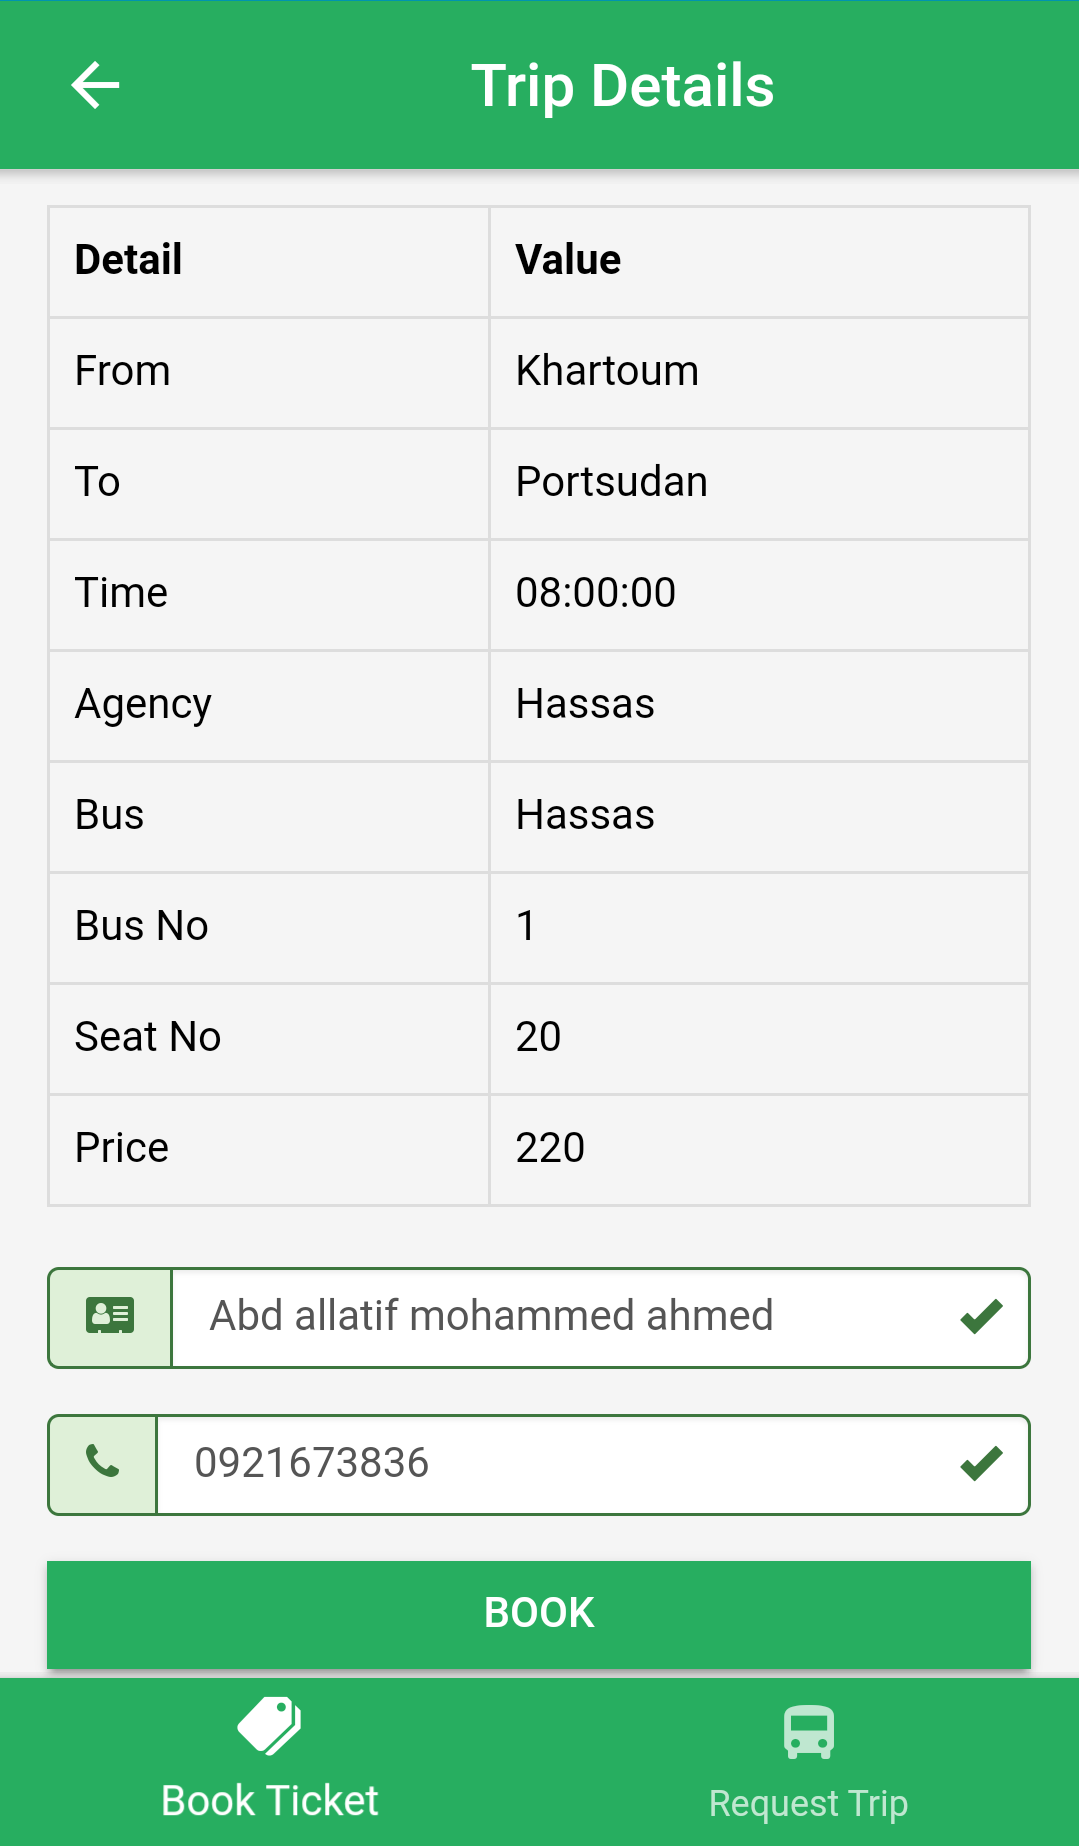 Trip Details
Detail Value
From Khartoum
To Portsudan
Time 08:00:00
Agency Hassas
Bus Hassas
Bus No 1
Seat No 20
Price 220
Abd allatif mohammed ahmed
0921673836
BOOK
Book Ticket Request Trip